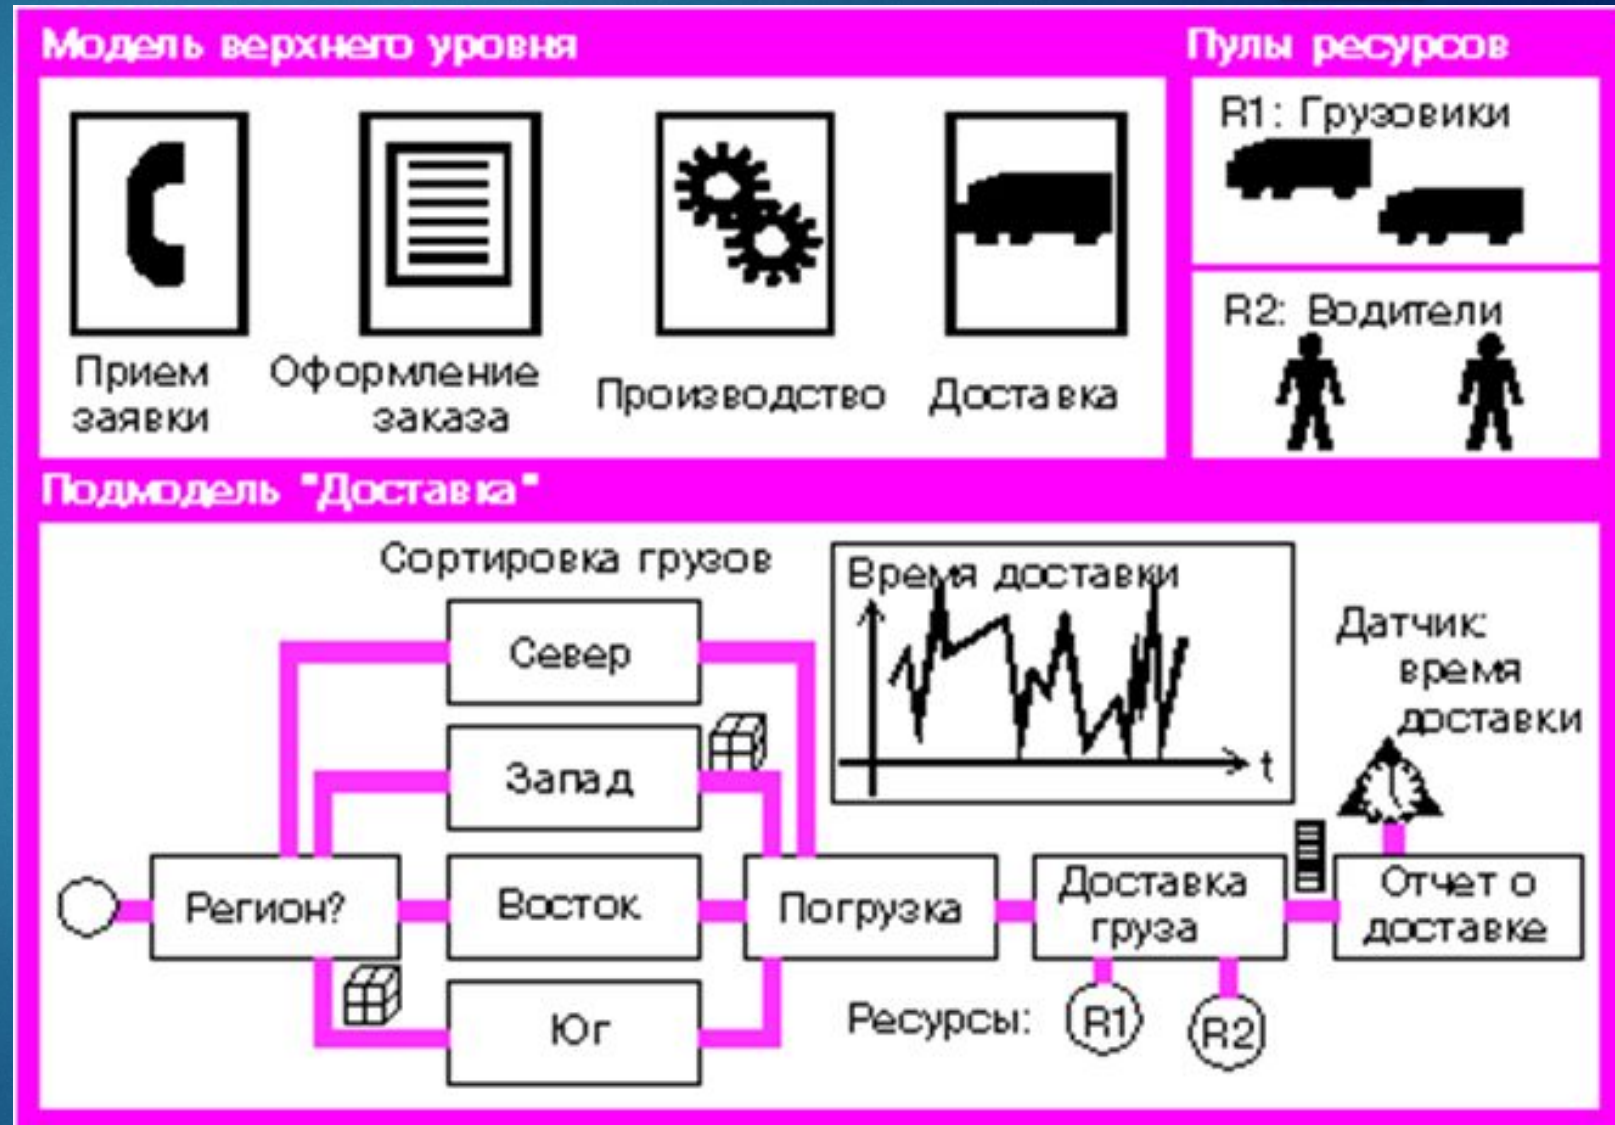 Модель верхнего уровня
Пулы ресурсов
Прием
заявки
Оформление
заказа
Производство
Доставка
R1: Грузовики
R2: Водители
Подмодель "Доставка"
Сортировка грузов
Север
Запад
Регион?
Восток
Юг
Погрузка
Время доставки
t
Датчик:
время
доставки
Доставка
груза
Отчет о
доставке
Ресурсы:
R1
R2